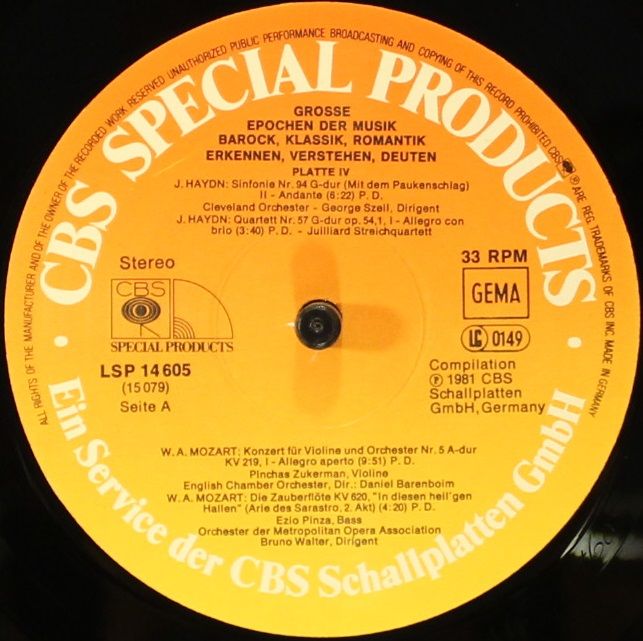 ALL RIGHTS OF THE MANUFACTURER AND OF THE OWNER OF THE RECORDED WORK RESERVED UNAUTHORIZED PUBLIC PERFORMANCE BROADCASTING AND COPYING OF THIS RECORD PROHIBITED. CBS ® ARE REG. TRADEMARKS OF CBS INC. MADE IN GERMANY
CBS SPECIAL PRODUCTS
GROSSE
EPOCHEN DER MUSIK
BAROCK, KLASSIK, ROMANTIK
ERKENNEN, VERSTEHEN, DEUTEN
PLATTE IV
J. HAYDN: Sinfonie Nr. 94 G-dur (Mit dem Paukenschlag)
II - Andante (6:22) P. D.
Cleveland Orchester - George Szell, Dirigent
J. HAYDN: Quartett Nr. 57 G-dur op. 54,1, I - Allegro con
brio (3:40) P. D. - Juilliard Streichquartett
Stereo
CBS
SPECIAL PRODUCTS
LSP 14 605
(15 079)
Seite A
33 RPM
GEMA
LC 0149
Compilation
℗ 1981 CBS
Schallplatten
GmbH, Germany
W. A. MOZART: Konzert für Violine und Orchester Nr. 5 A-dur
KV 219, I - Allegro aperto (9:51) P. D.
Pinchas Zukerman, Violine
English Chamber Orchester, Dir.: Daniel Barenboim
W. A. MOZART: Die Zauberflöte KV 620, "In diesen heil'gen
Hallen" (Arie des Sarastro, 2. Akt) (4:20) P. D.
Ezio Pinza, Bass
Orchester der Metropolitan Opera Association
Bruno Walter, Dirigent
Ein Service der CBS Schallplatten GmbH